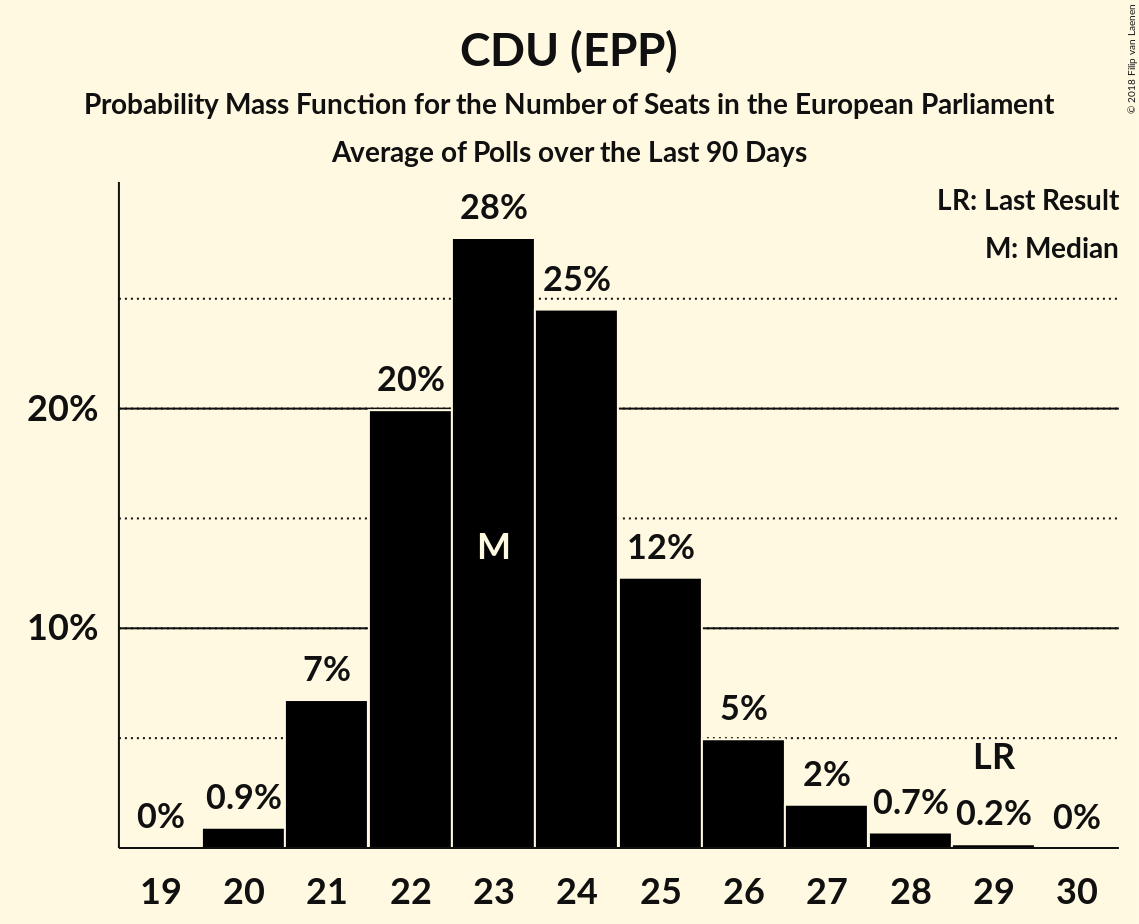 CDU (EPP)
Probability Mass Function for the Number of Seats in the European Parliament
Average of Polls over the Last 90 Days
© 2018 Filip van Laenen
LR: Last Result
M: Median
28%
25%
20%
20%
M
12%
10%
7%
5%
LR
2%
0.9%
0.7%
0.2%
0%
0%
19 20 21 22 23 24 25 26 27 28 29 30